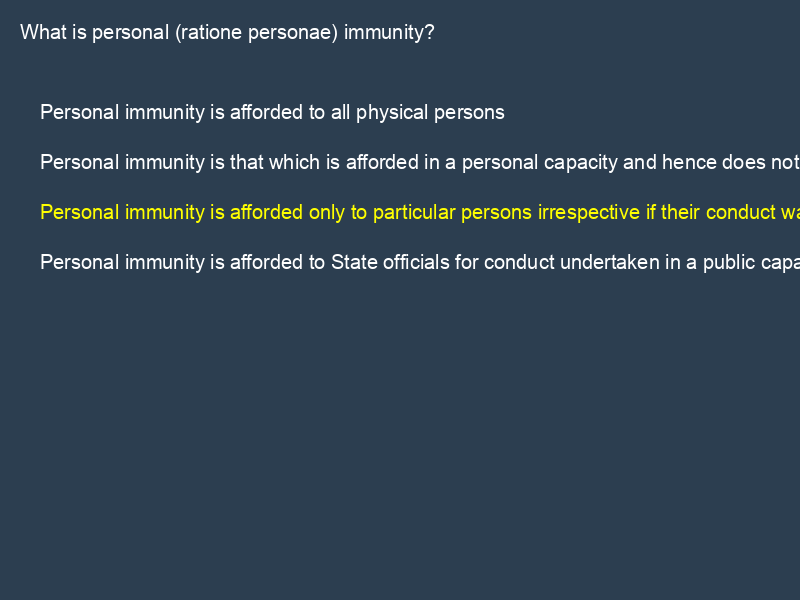 What is personal (ratione personae) immunity?
Personal immunity is afforded to all physical persons
Personal immunity is that which is afforded in a personal capacity and hence does not
Personal immunity is afforded only to particular persons irrespective if their conduct
Personal immunity is afforded to State officials for conduct undertaken in a public